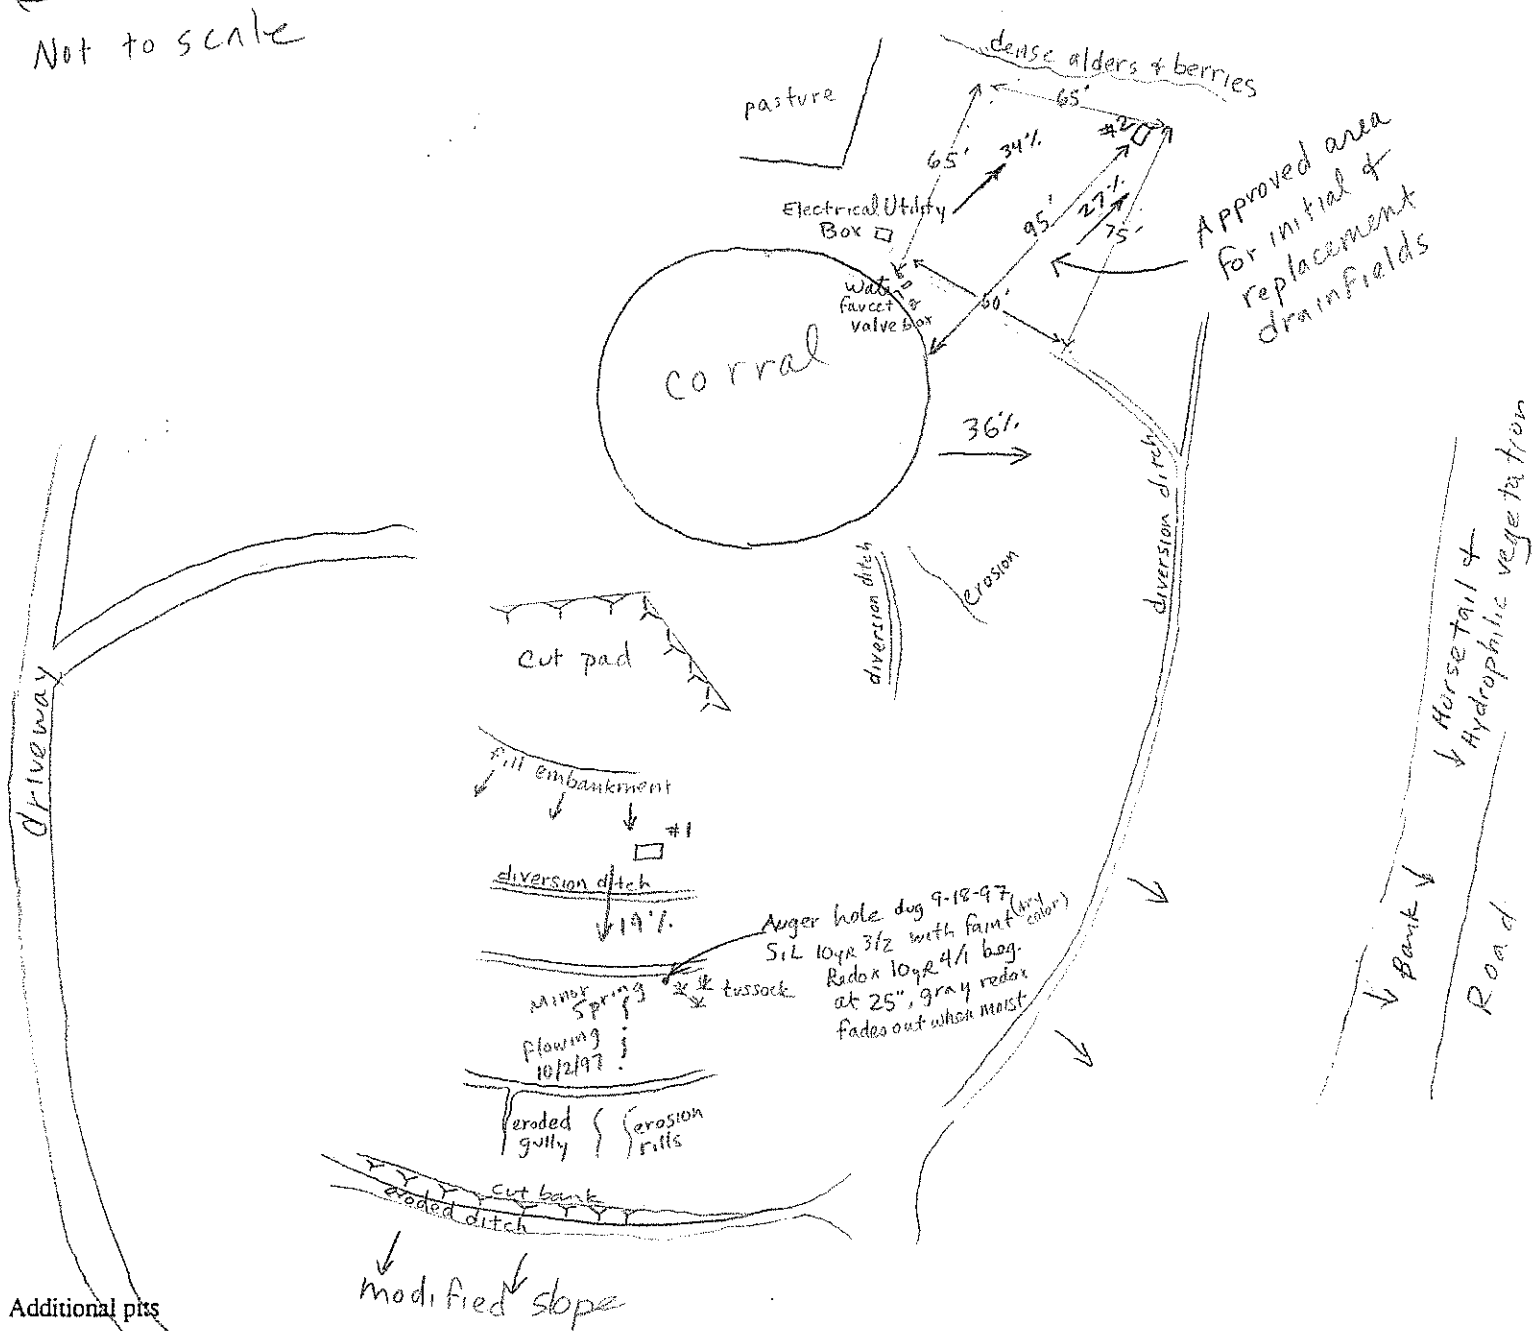 Not to scale
dense alders & berries
pasture
65'
#2
65'
34%
95'
27%
75'
Approved area
for initial &
replacement
drainfields
Electrical Utility
Box
Water
faucet &
valve box
60'
corral
36%
diversion ditch
diversion ditch
erosion
Horsetail &
Hydrophilic vegetation
cut pad
driveway
fill embankment
#1
diversion ditch
19%
Auger hole dug 9-18-97
SiL 10yR 3/2 with faint (dry color)
Redox 10yR 4/1 beg.
at 25", gray redox
fades out when moist
tussock
Minor
Spring
flowing
10/2/97
Bank
Road
eroded
gully
erosion
rills
cut bank
eroded ditch
modified slope
Additional pits